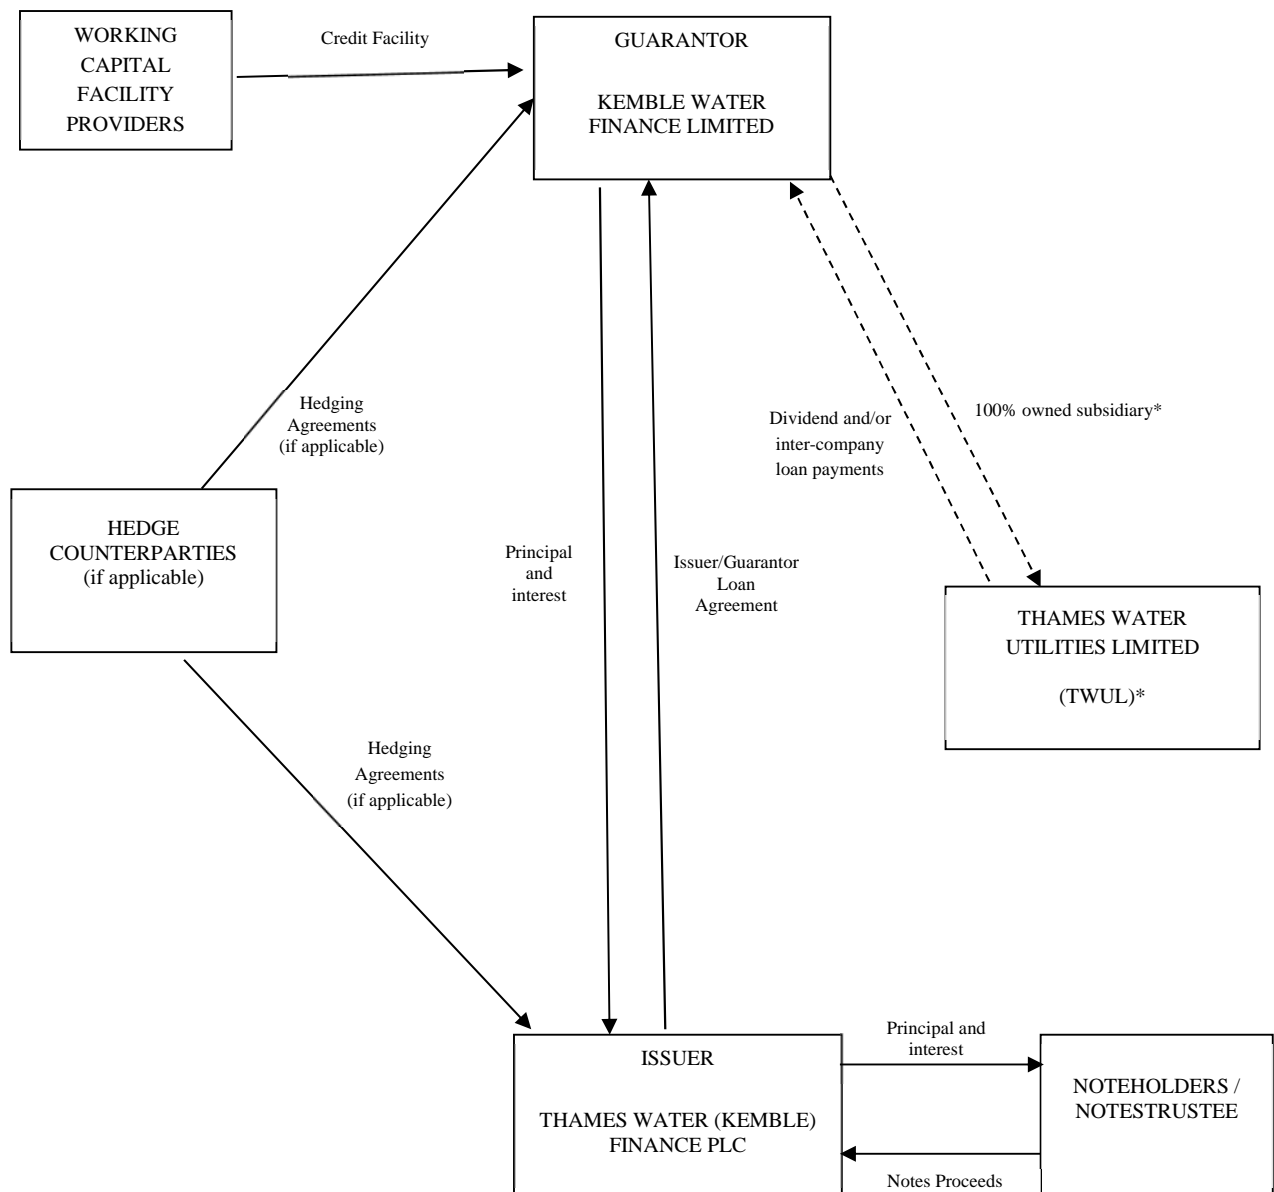 WORKING
CAPITAL
FACILITY
PROVIDERS
Credit Facility
GUARANTOR
KEMBLE WATER
FINANCE LIMITED
Hedging
Agreements
(if applicable)
Dividend and/or
inter-company
loan payments
100% owned subsidiary*
HEDGE
COUNTERPARTIES
(if applicable)
Principal
and
interest
Issuer/Guarantor
Loan
Agreement
THAMES WATER
UTILITIES LIMITED
(TWUL)*
Hedging
Agreements
(if applicable)
ISSUER
THAMES WATER (KEMBLE)
FINANCE PLC
Principal and
interest
NOTEHOLDERS /
NOTESTRUSTEE
Notes Proceeds